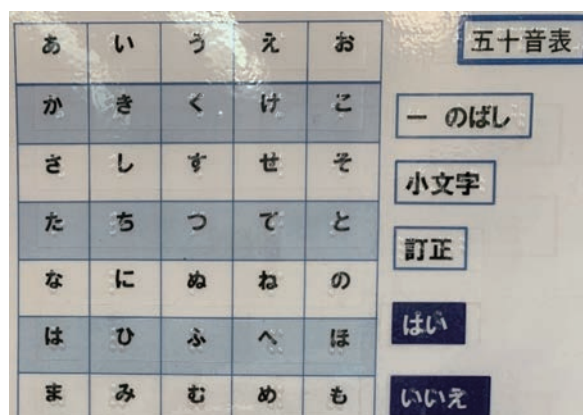 五十音表
あ い う え お
か き く け こ
さ し す せ そ
た ち つ て と
な に ぬ ね の
は ひ ふ へ ほ
ま み む め も
ー のばし
小文字
訂正
はい
いいえ